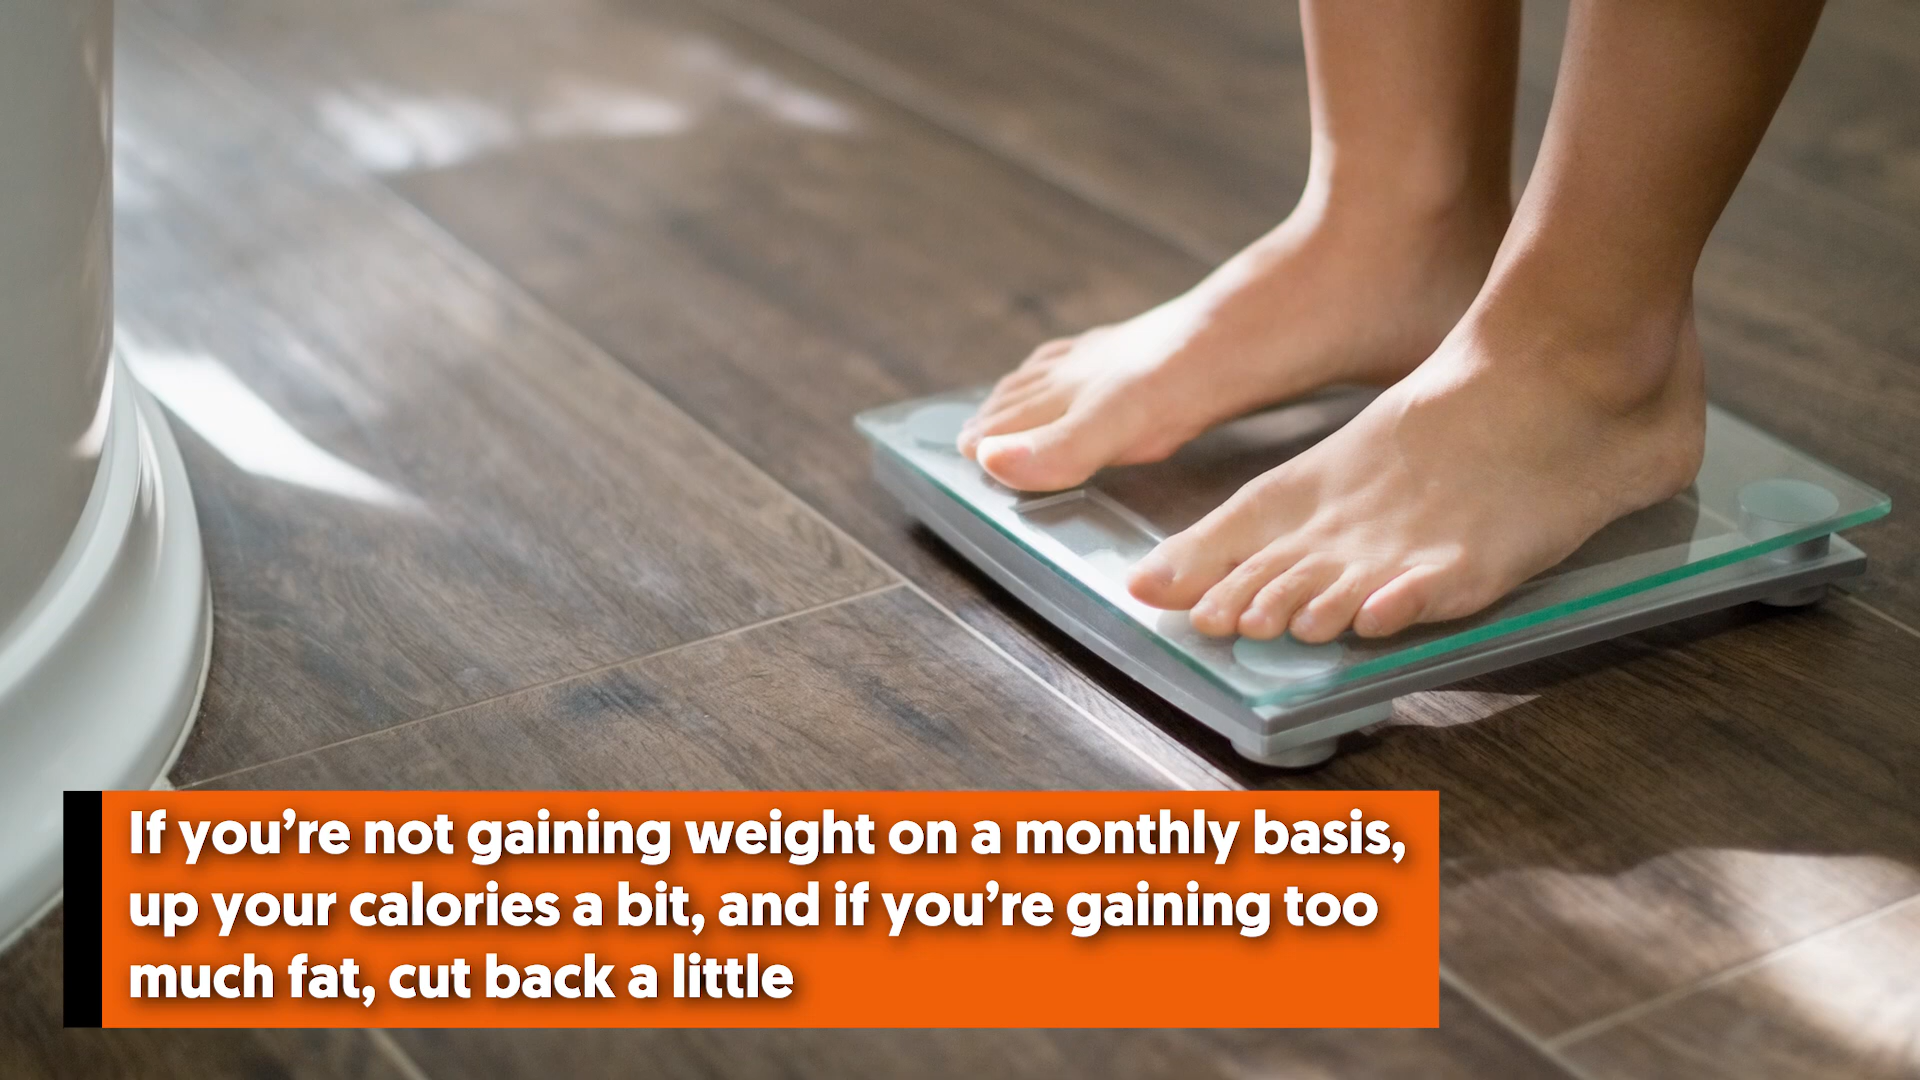 If you’re not gaining weight on a monthly basis,
up your calories a bit, and if you’re gaining too
much fat, cut back a little